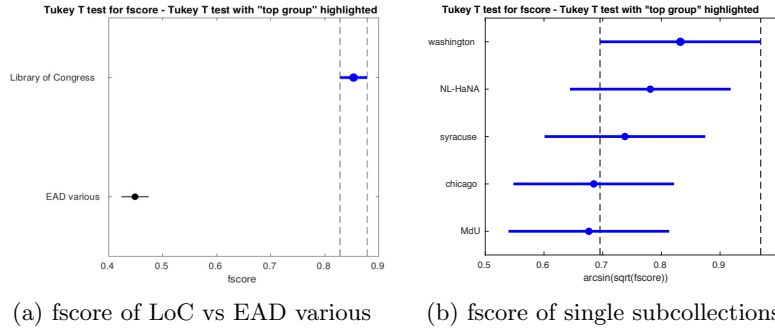 Tukey T test for fscore - Tukey T test with "top group" highlighted
Library of Congress
EAD various
0.4 0.5 0.6 0.7 0.8 0.9
fscore
(a) fscore of LoC vs EAD various
Tukey T test for fscore - Tukey T test with "top group" highlighted
washington
NL-HaNA
syracuse
chicago
MdU
0.5 0.6 0.7 0.8 0.9
arcsin(sqrt(fscore))
(b) fscore of single subcollections